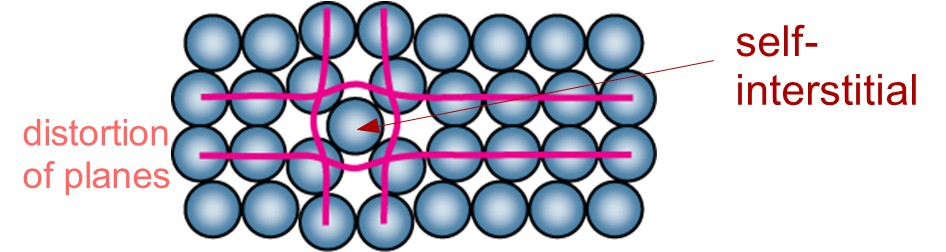 self-
interstitial
distortion
of planes